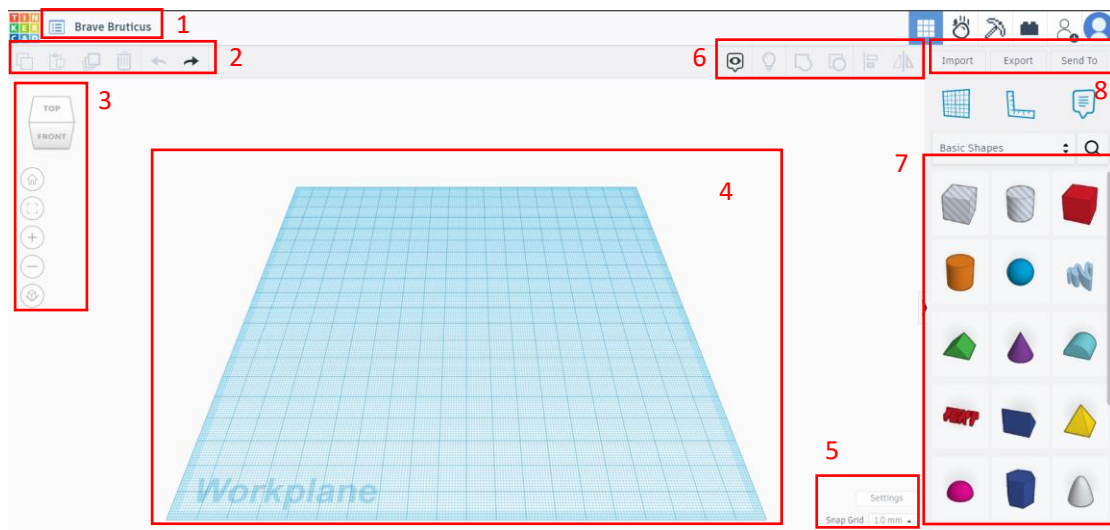 TIN
KER
CAD
Brave Bruticus
1
2
6
Import Export Send To
3
8
TOP
FRONT
Basic Shapes
7
4
Workplane
TEXT
5
Settings
Snap Grid 1.0 mm